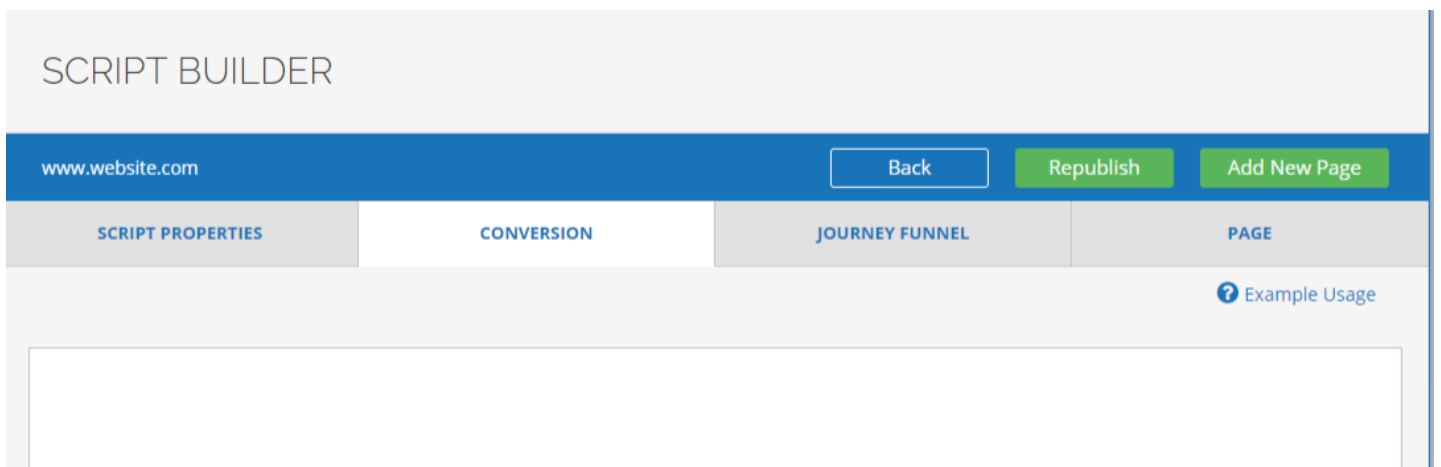 SCRIPT BUILDER
www.website.com Back Republish Add New Page
SCRIPT PROPERTIES CONVERSION JOURNEY FUNNEL PAGE
? Example Usage